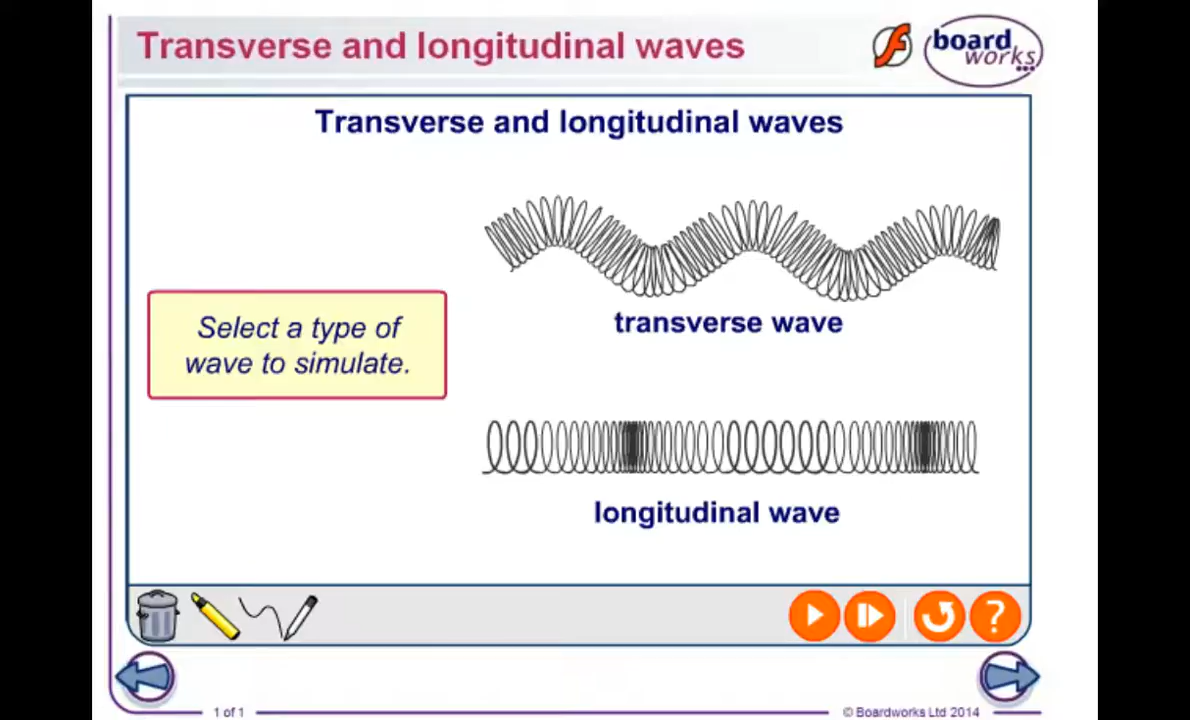 Transverse and longitudinal waves
board
works
Transverse and longitudinal waves
Select a type of
wave to simulate.
transverse wave
longitudinal wave
?
1 of 1
© Boardworks Ltd 2014